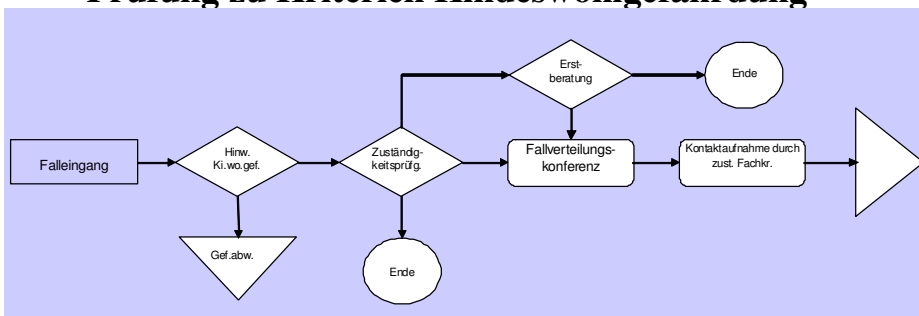 Prüfung zu Kriterien Kindeswohlgefährdung
Erst-
beratung
Ende
Falleingang
Hinw.
Ki.wo.gef.
Zuständig-
keitsprüfg.
Fallverteilungs-
konferenz
Kontaktaufnahme durch
zust. Fachkr.
Gef.abw.
Ende